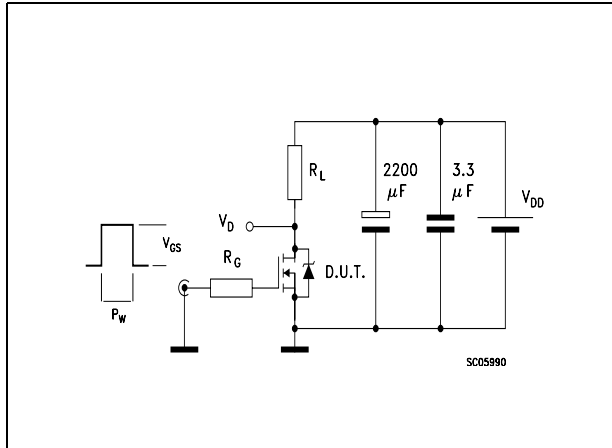 R_L
2200
μF
3.3
μF
V_DD
V_D
V_GS
R_G
D.U.T.
P_W
SC05990